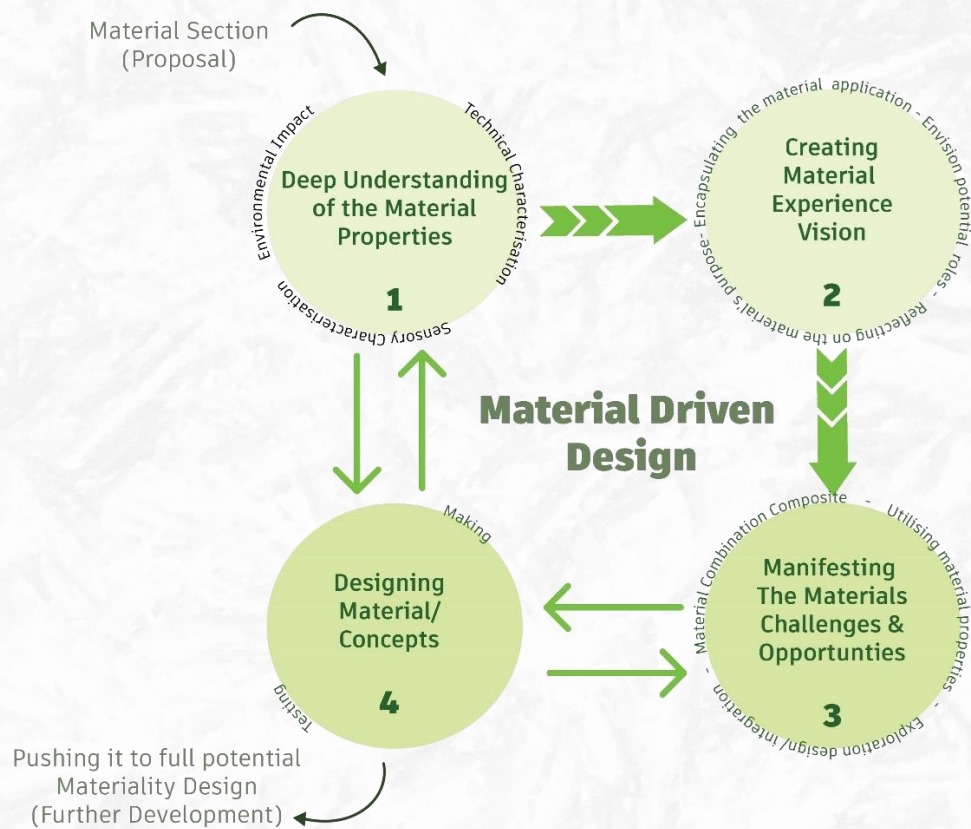 Material Section
(Proposal)
Environmental Impact
Technical Characterisation
Sensory Characterisation
Deep Understanding
of the Material
Properties
1
Encapsulating the material application - Envision potential roles - Reflecting on the material's purpose -
Creating
Material
Experience
Vision
2
Material Driven
Design
Making
Testing
Designing
Material/
Concepts
4
Material Combination Composite - Utilising material properties - Exploration design/integration -
Manifesting
The Materials
Challenges &
Opportunties
3
Pushing it to full potential
Materiality Design
(Further Development)